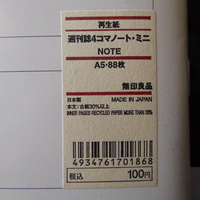 再生紙
週刊誌4コマノート・ミニ
NOTE
A5・88枚
無印良品
日本製 MADE IN JAPAN
本文：古紙30%以上
INNER PAGES: RECYCLED PAPER MORE THAN 30%
4934761701868
税込 100円